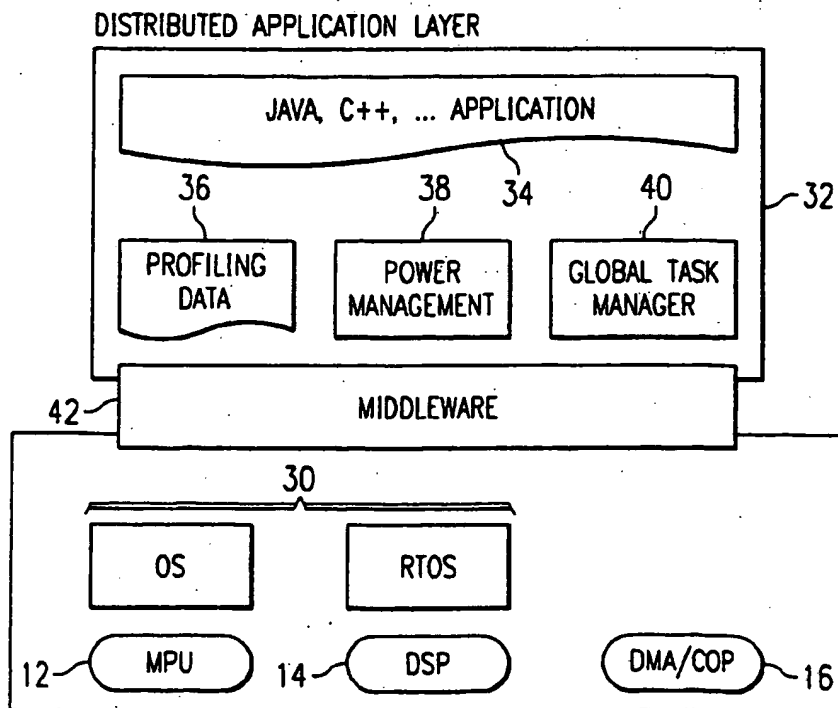 DISTRIBUTED APPLICATION LAYER
JAVA, C++, ... APPLICATION
34
32
36
38
40
PROFILING
DATA
POWER
MANAGEMENT
GLOBAL TASK
MANAGER
42
MIDDLEWARE
30
OS
RTOS
12
MPU
14
DSP
DMA/COP
16